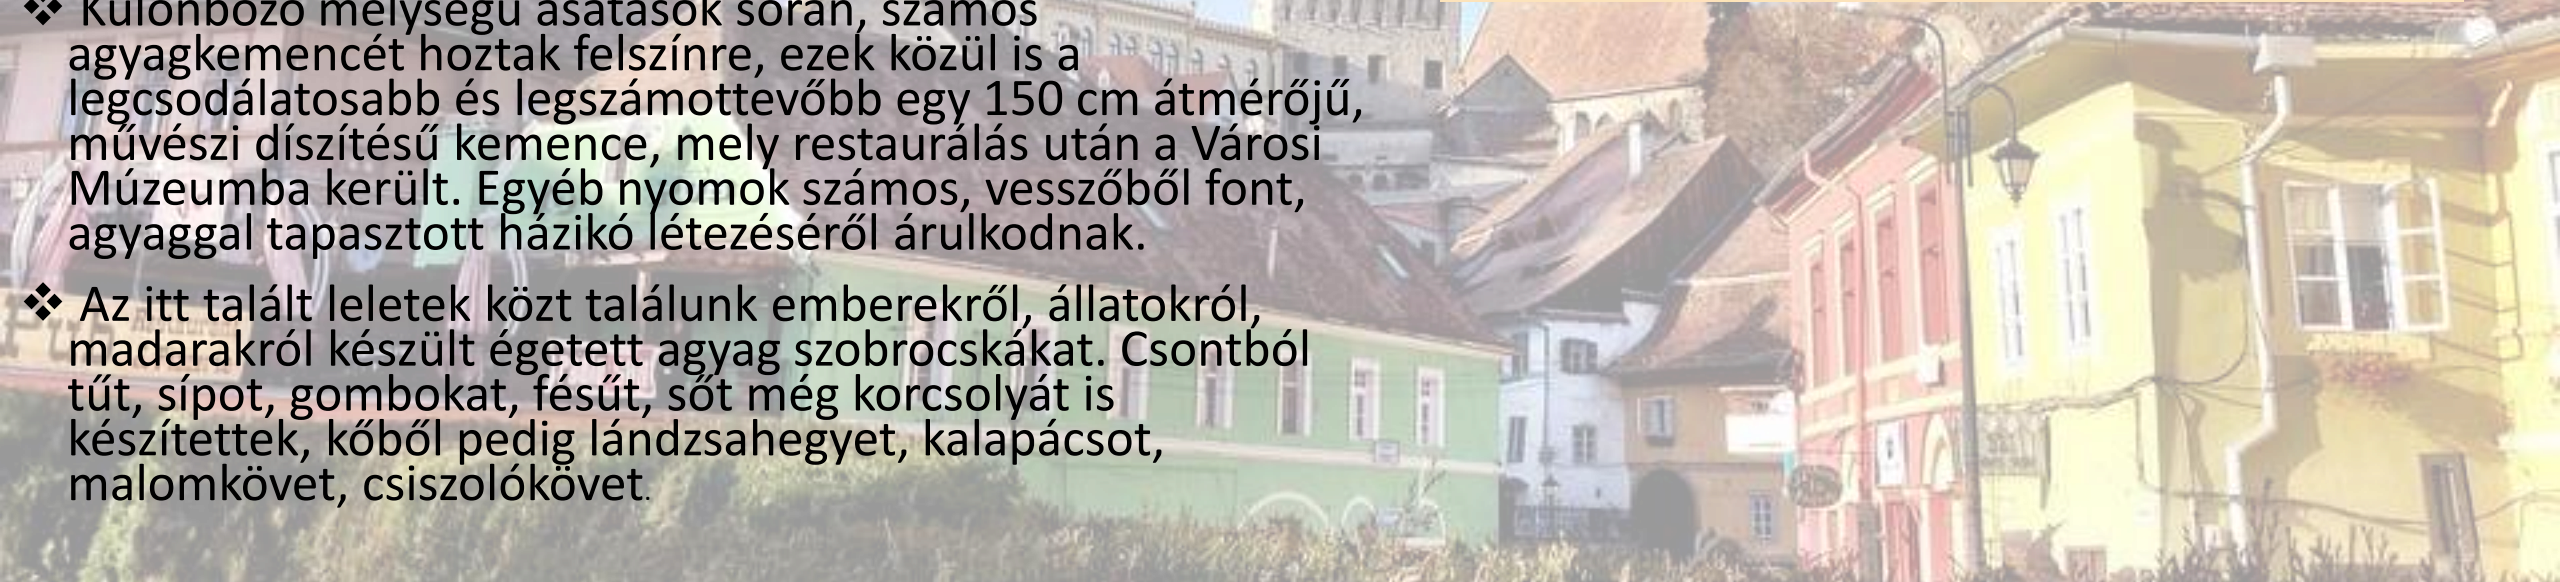 ❖ Különböző mélységű ásatások során, számos
agyagkemencét hoztak felszínre, ezek közül is a
legcsodálatosabb és legszámottevőbb egy 150 cm átmérőjű,
művészi díszítésű kemence, mely restaurálás után a Városi
Múzeumba került. Egyéb nyomok számos, vesszőből font,
agyaggal tapasztott házikó létezéséről árulkodnak.
❖ Az itt talált leletek közt találunk emberekről, állatokról,
madarakról készült égetett agyag szobrocskákat. Csontból
tűt, sípot, gombokat, fésűt, sőt még korcsolyát is
készítettek, kőből pedig lándzsahegyet, kalapácsot,
malomkövet, csiszolókövet.